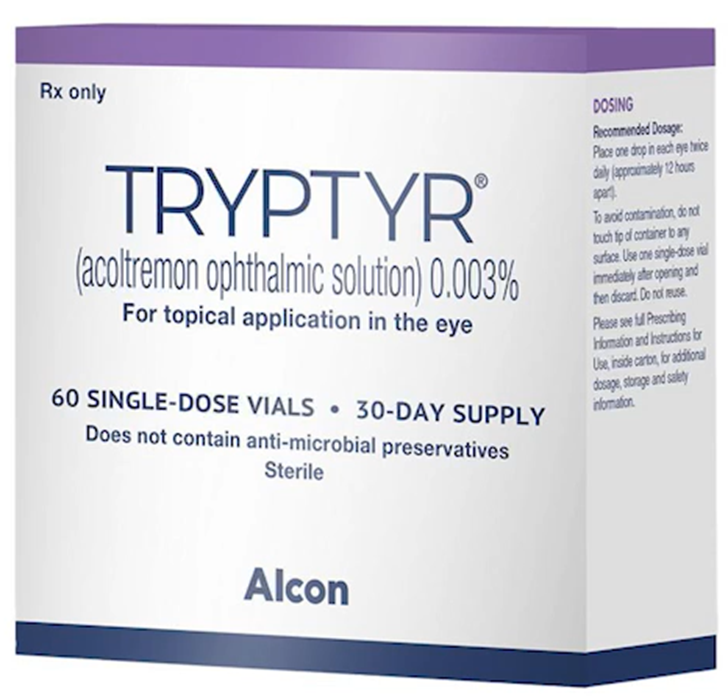 Rx only
TRYPTYR®
(acoltremon ophthalmic solution) 0.003%
For topical application in the eye
60 SINGLE-DOSE VIALS • 30-DAY SUPPLY
Does not contain anti-microbial preservatives
Sterile
Alcon
DOSING
Recommended Dosage:
Place one drop in each eye twice
daily (approximately 12 hours
apart).
To avoid contamination, do not
touch tip of container to any
surface. Use one single-dose vial
immediately after opening and
then discard. Do not reuse.
Please see full Prescribing
Information and Instructions for
Use, inside carton, for additional
dosage, storage and safety
information.